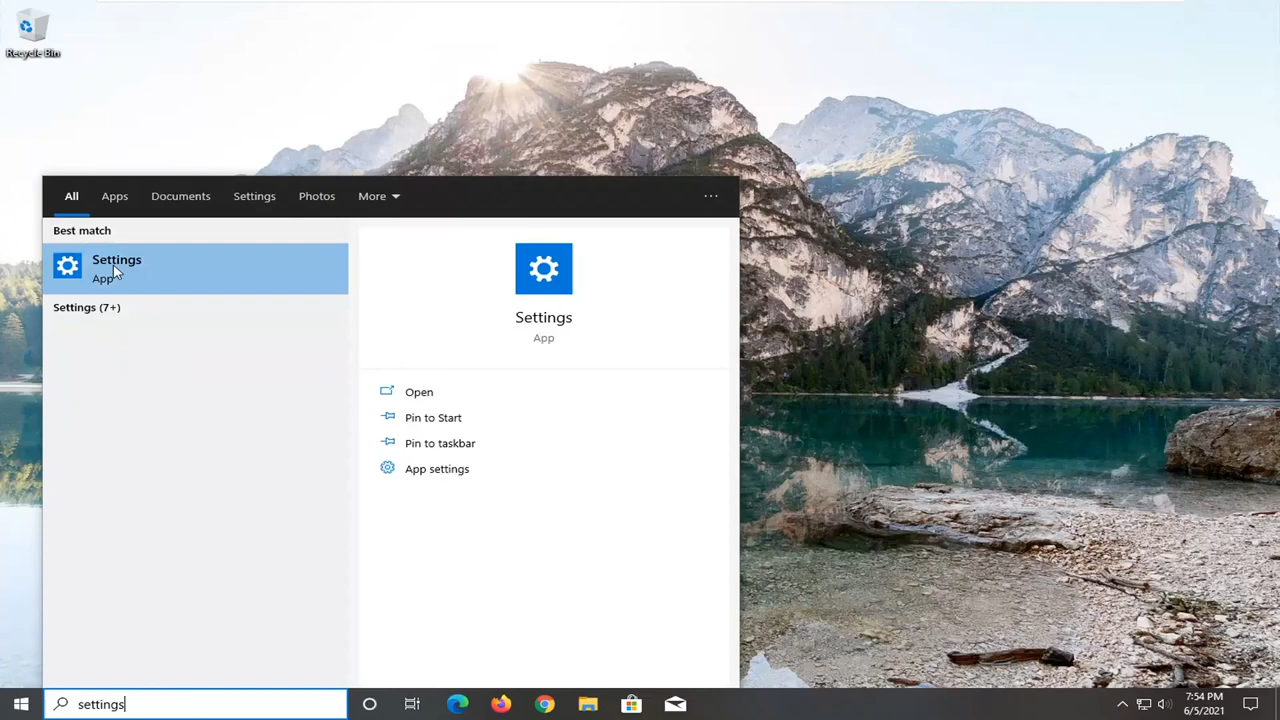 Recycle Bin
All Apps Documents Settings Photos More ...
Best match
Settings
App
Settings (7+)
Settings
App
Open
Pin to Start
Pin to taskbar
App settings
settings
7:54 PM
6/5/2021